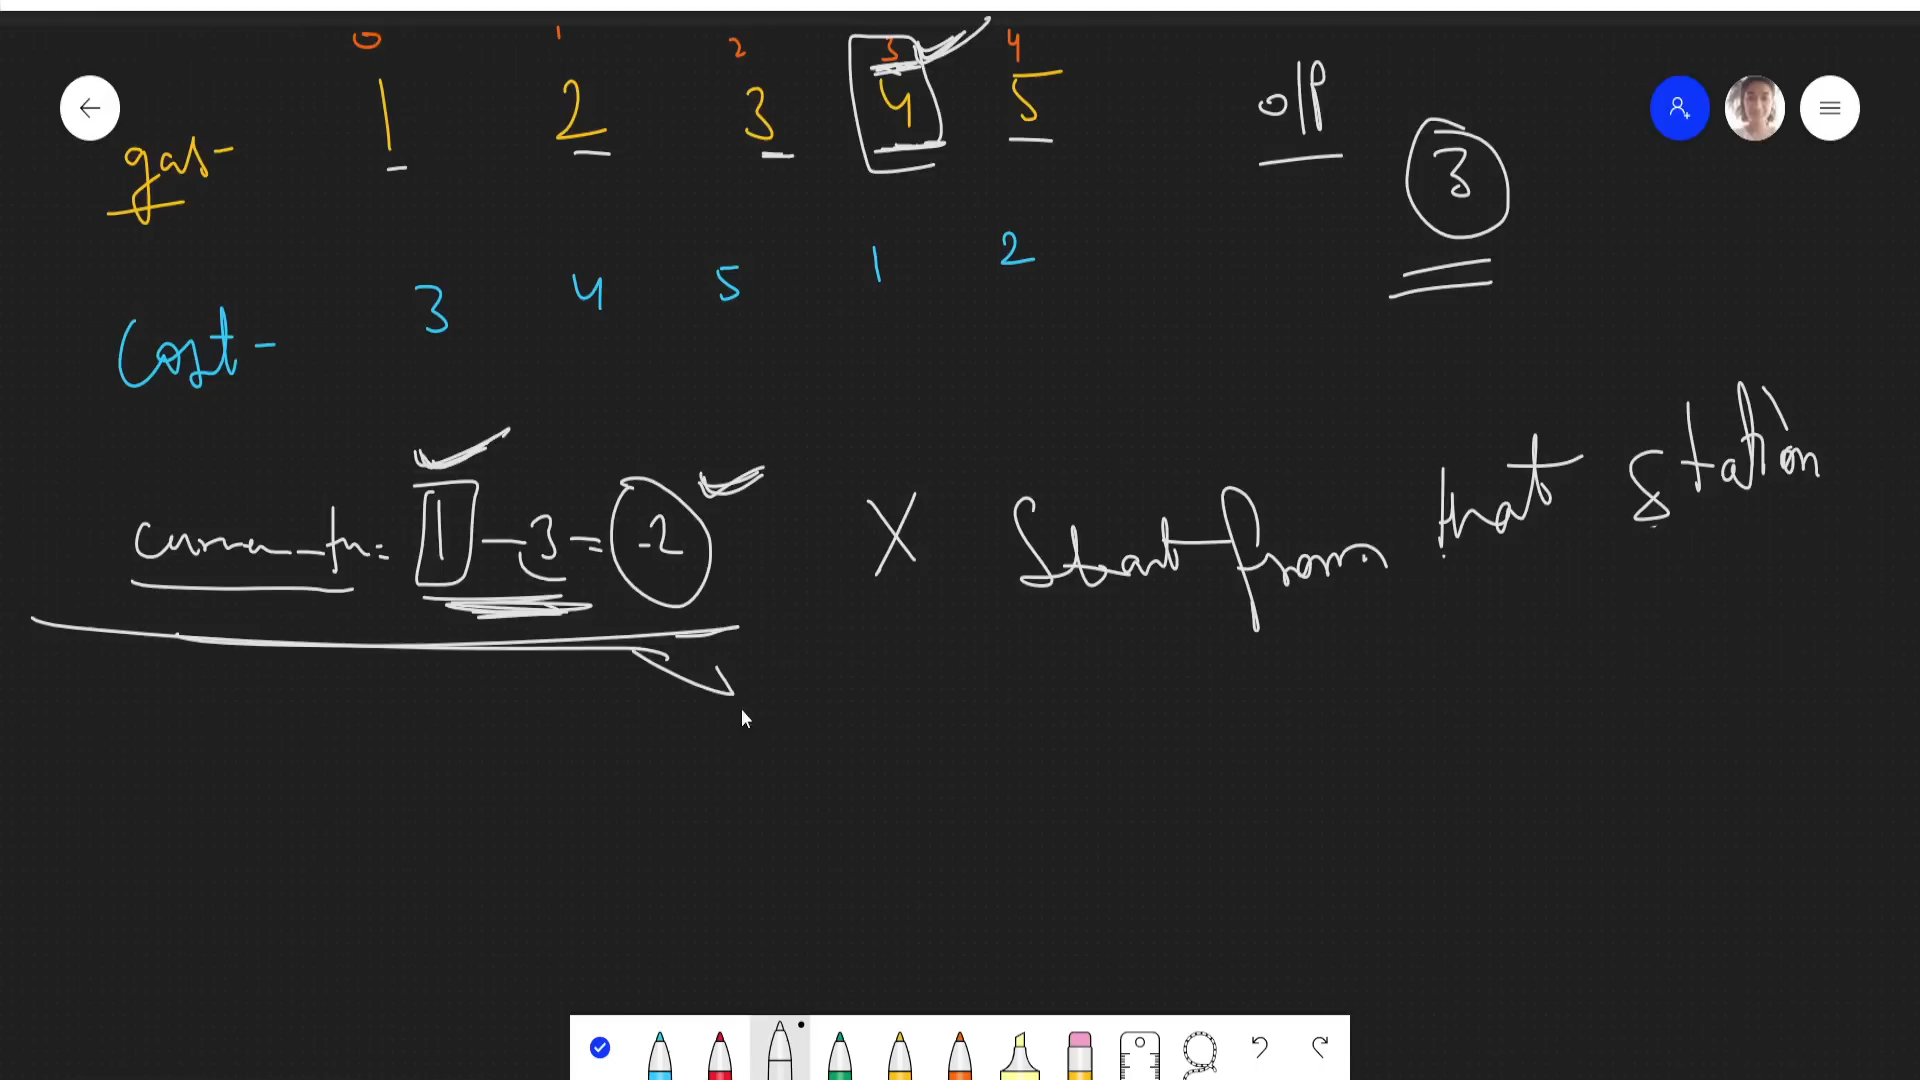 0 1 2 3 4
gas- 1 2 3 4 5 o/p 3
Cost- 3 4 5 1 2
1 - 3 = -2 X Start from that station